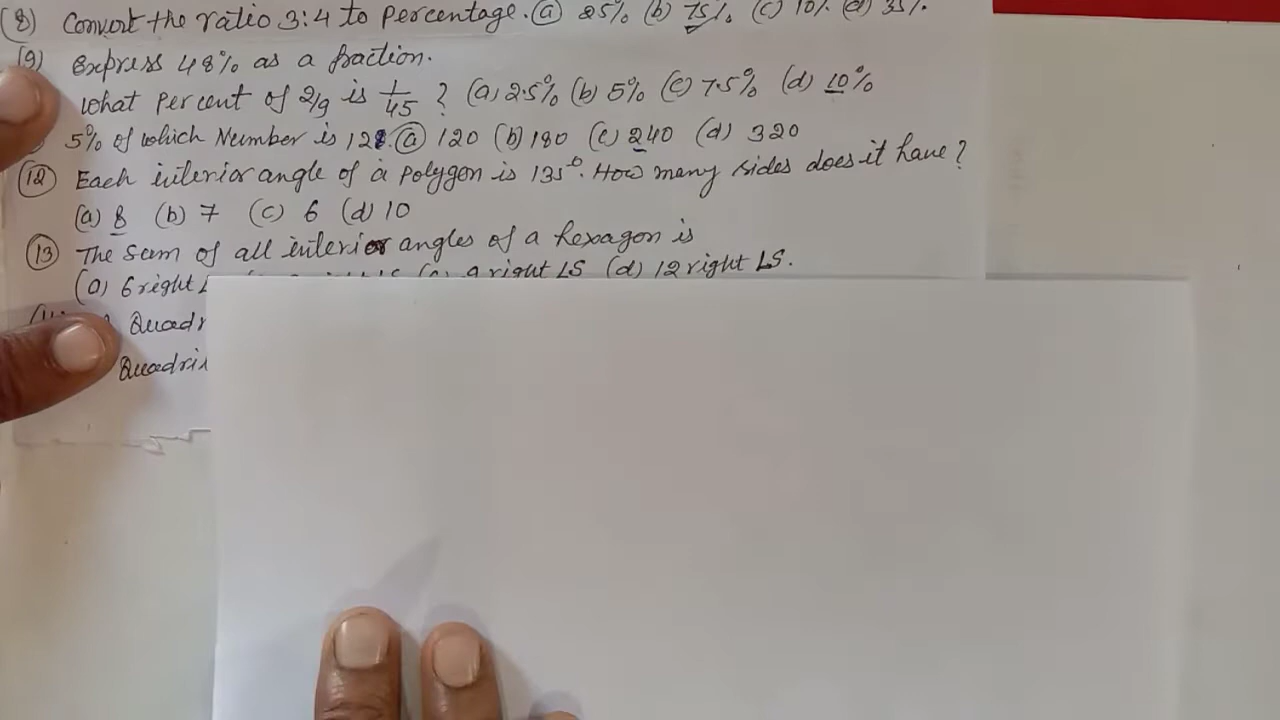 (8) Convert the ratio 3:4 to percentage. (a) 25% (b) 75% (c) 10% (d) 35%.
(9) Express 48% as a fraction.
What percent of 2/9 is 1/45 ? (a) 2.5% (b) 5% (c) 7.5% (d) 10%
5% of which Number is 12. (a) 120 (b) 180 (c) 240 (d) 320
(12) Each interior angle of a polygon is 135°. How many sides does it have?
(a) 8 (b) 7 (c) 6 (d) 10
(13) The sum of all interior angles of a hexagon is
(a) 6 right (c) 9 right ∠S (d) 12 right ∠S.